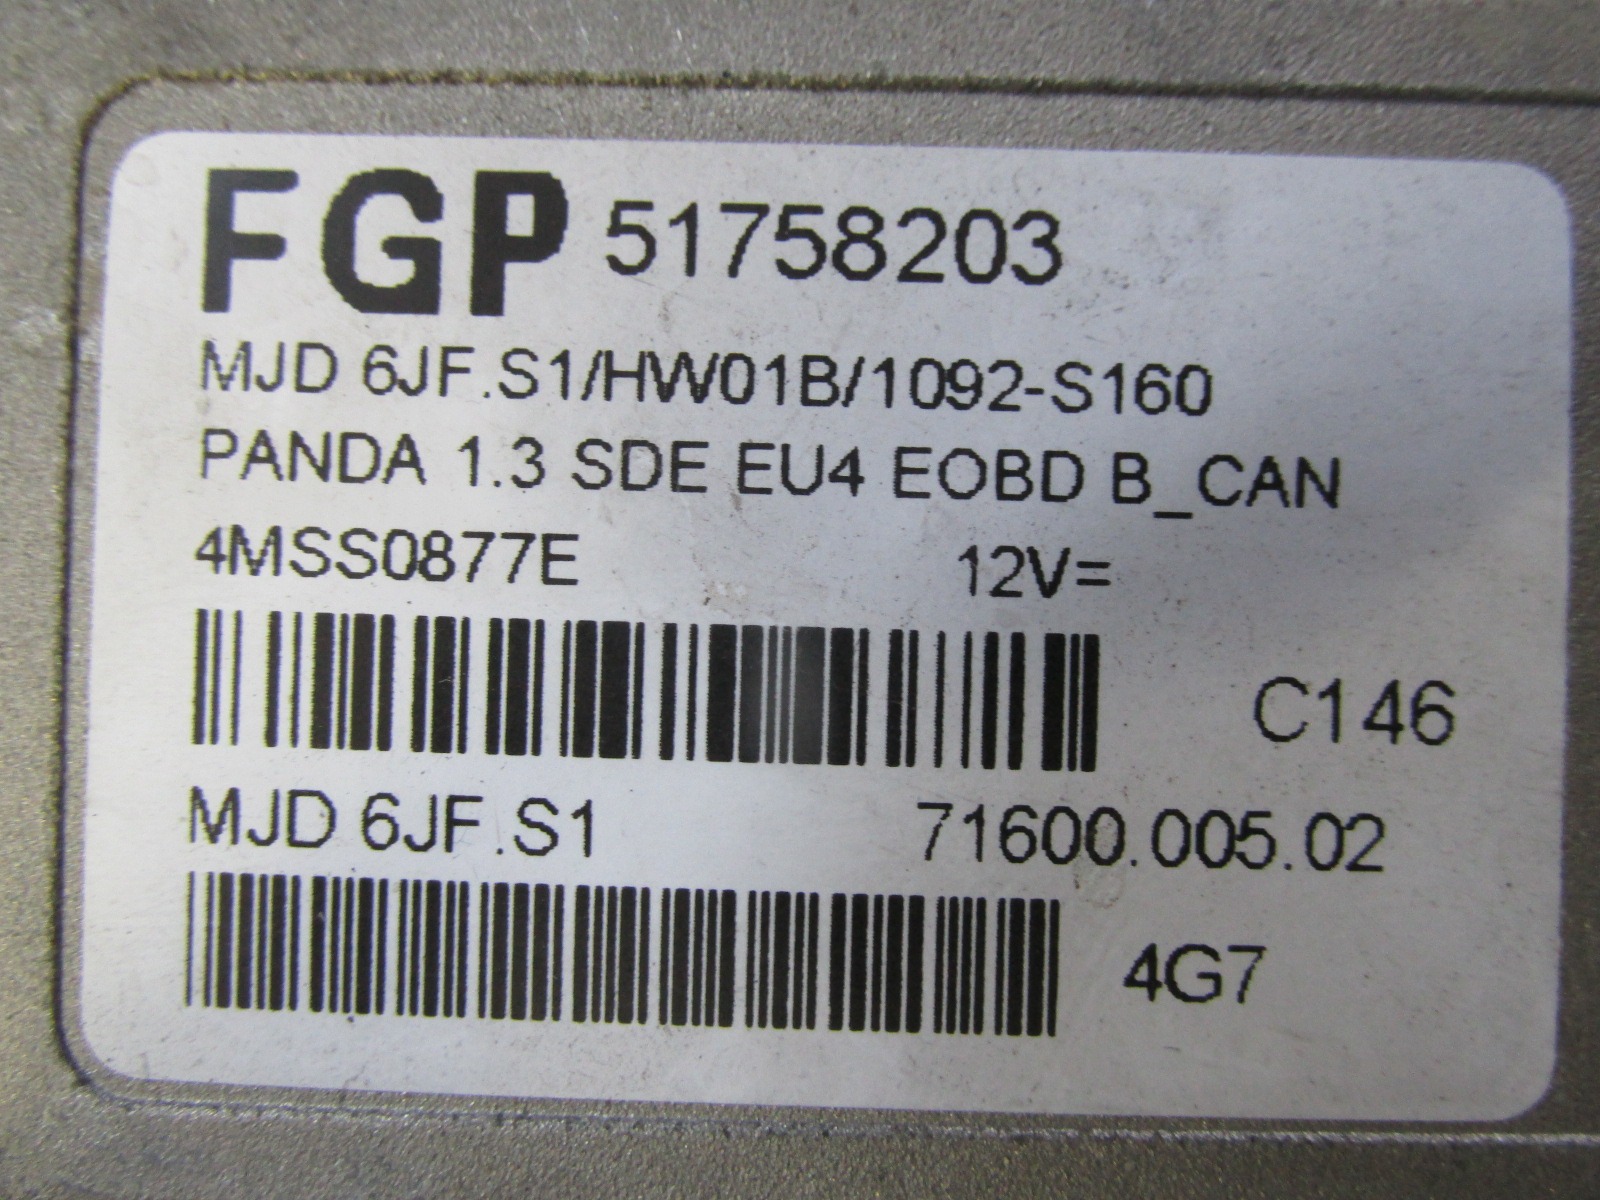 FGP 51758203
MJD 6JF.S1/HW01B/1092-S160
PANDA 1.3 SDE EU4 EOBD B_CAN
4MSS0877E 12V=
C146
MJD 6JF.S1 71600.005.02
4G7